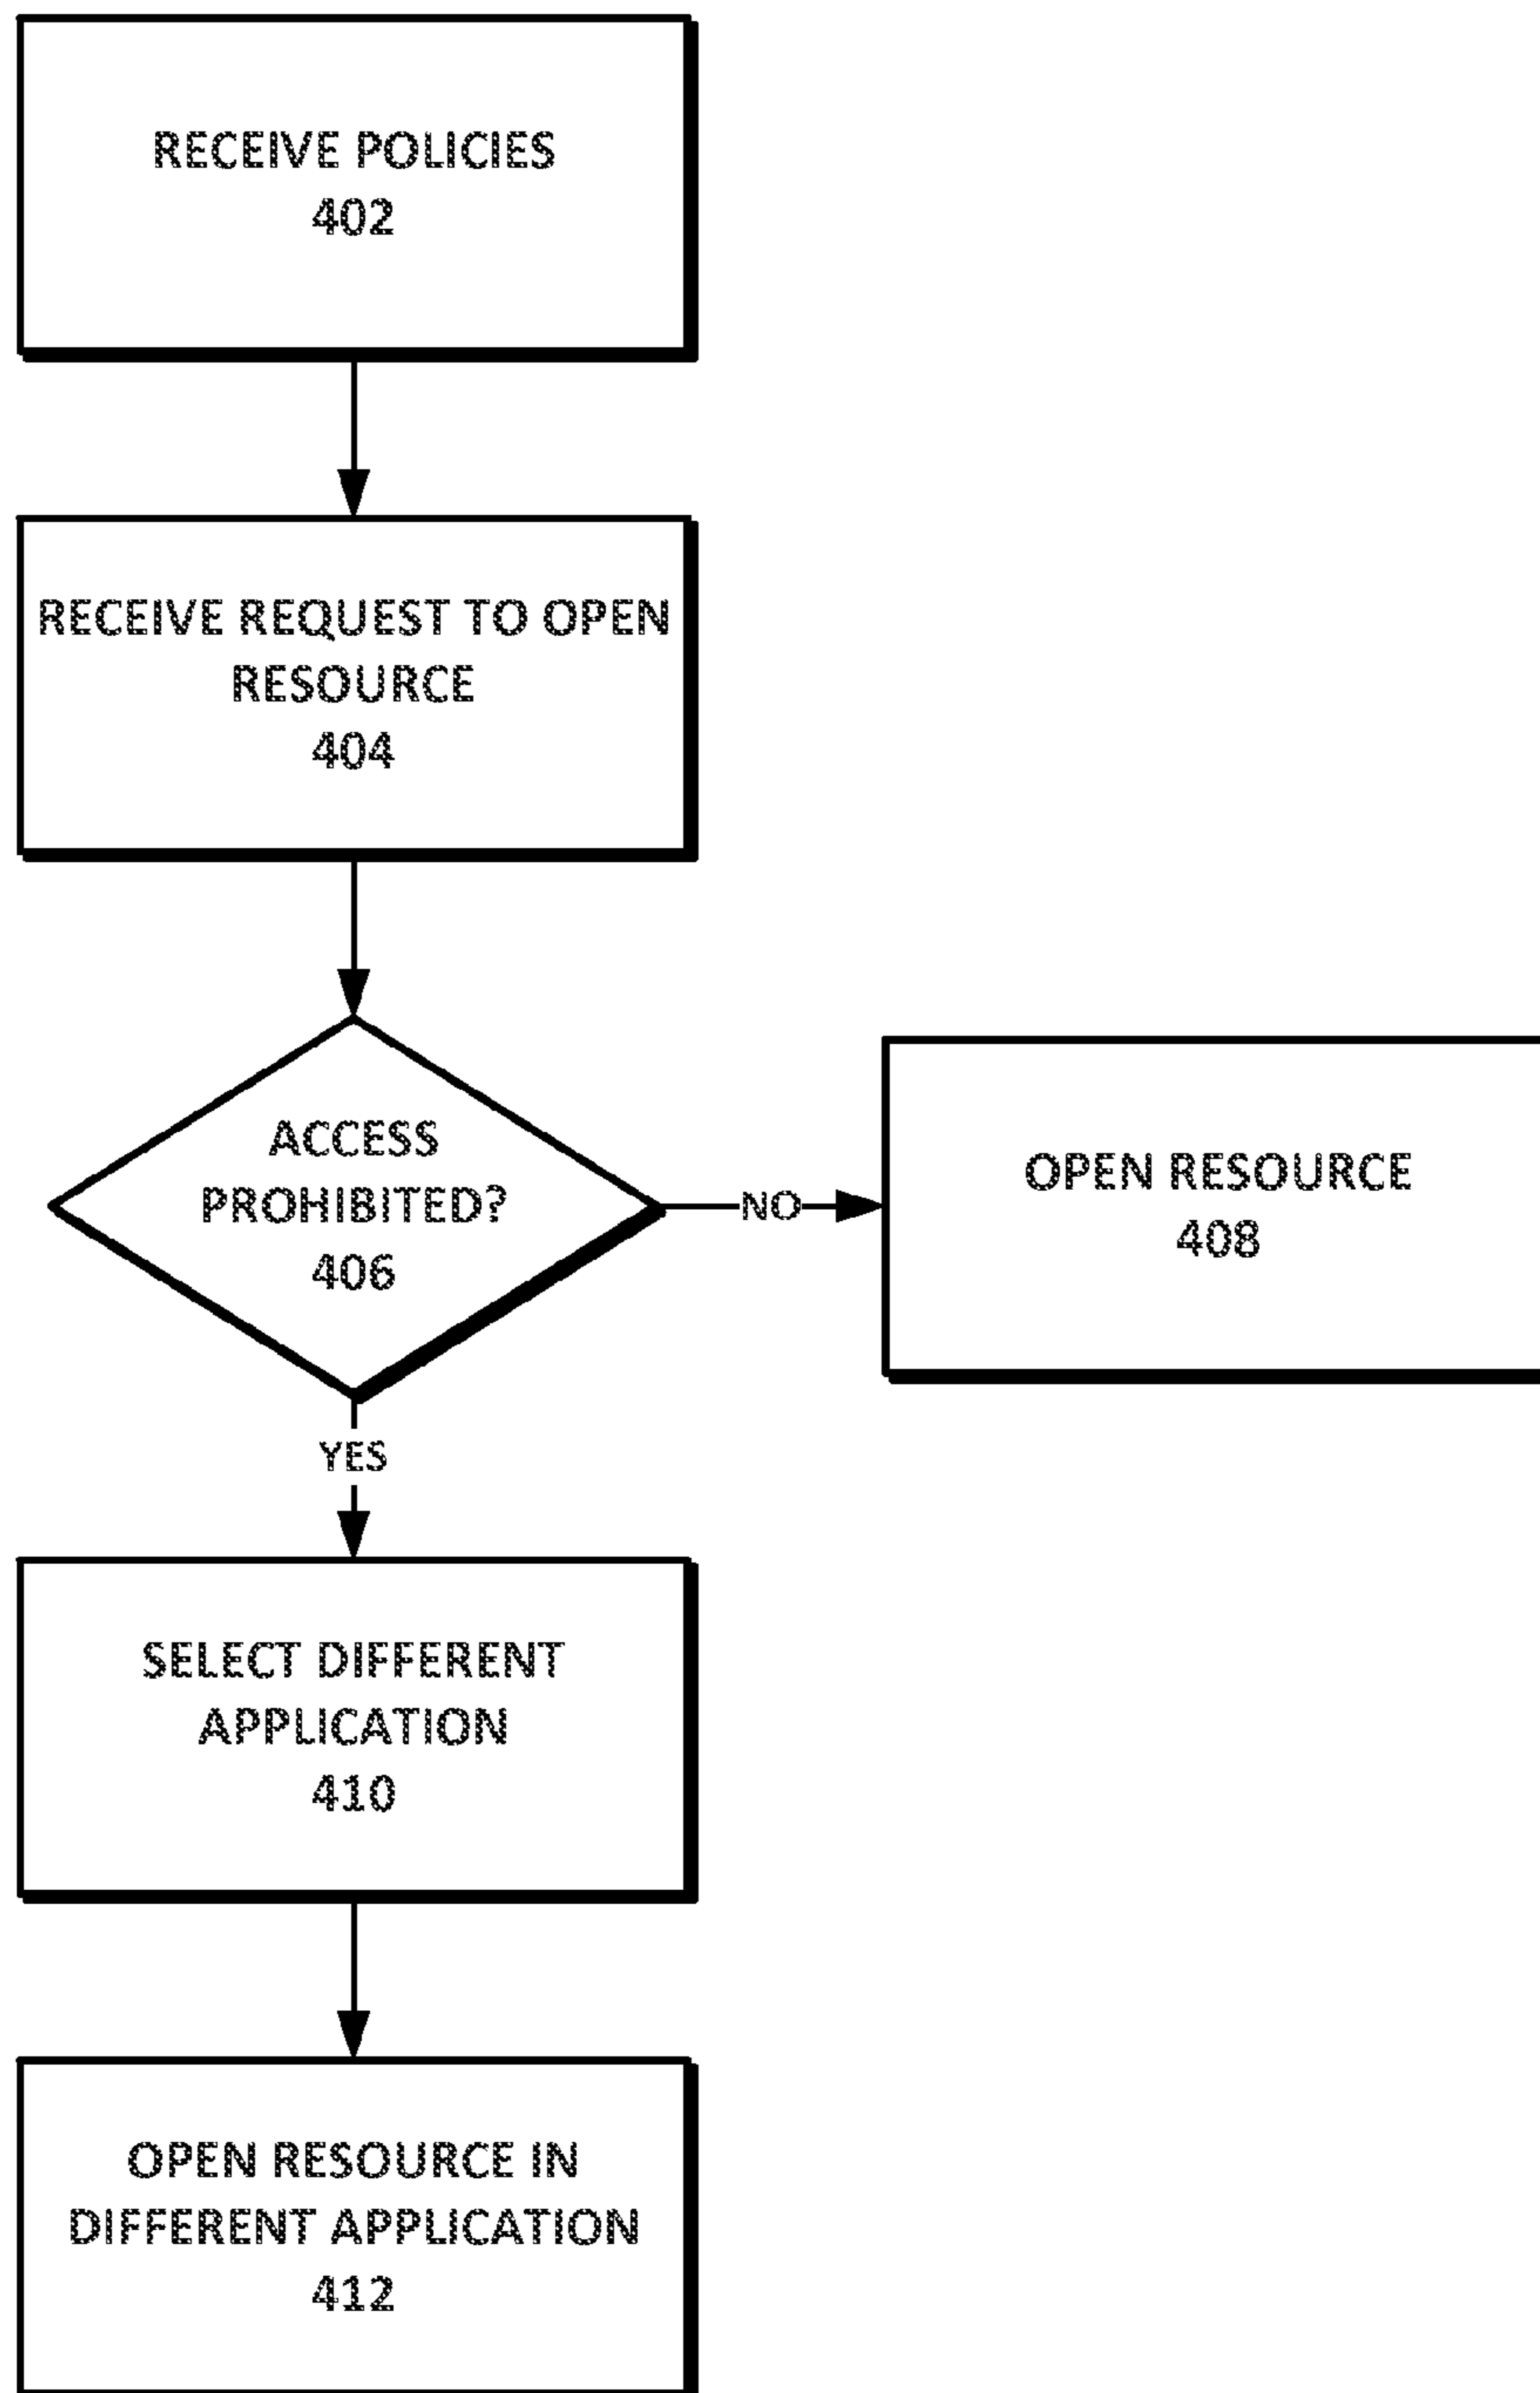 RECEIVE POLICIES
402
RECEIVE REQUEST TO OPEN
RESOURCE
404
ACCESS
PROHIBITED?
406
NO
OPEN RESOURCE
408
YES
SELECT DIFFERENT
APPLICATION
410
OPEN RESOURCE IN
DIFFERENT APPLICATION
412